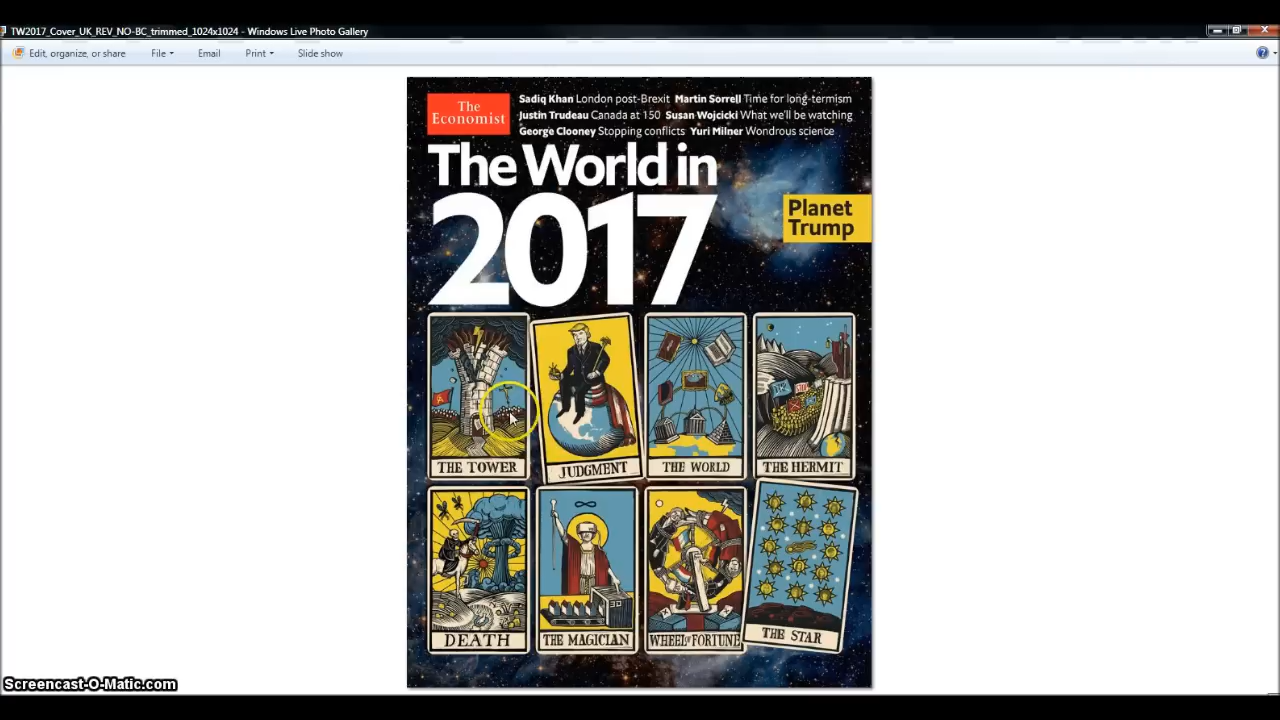 TW2017_Cover_UK_REV_NO-BC_trimmed_1024x1024 - Windows Live Photo Gallery
Edit, organize, or share File Email Print Slide show
The
Economist
Sadiq Khan London post-Brexit Martin Sorrell Time for long-termism
Justin Trudeau Canada at 150 Susan Wojcicki What we'll be watching
George Clooney Stopping conflicts Yuri Milner Wondrous science
The World in
2017
Planet
Trump
THE TOWER
JUDGMENT
THE WORLD
THE HERMIT
DEATH
THE MAGICIAN
WHEEL OF FORTUNE
THE STAR
Screencast-O-Matic.com